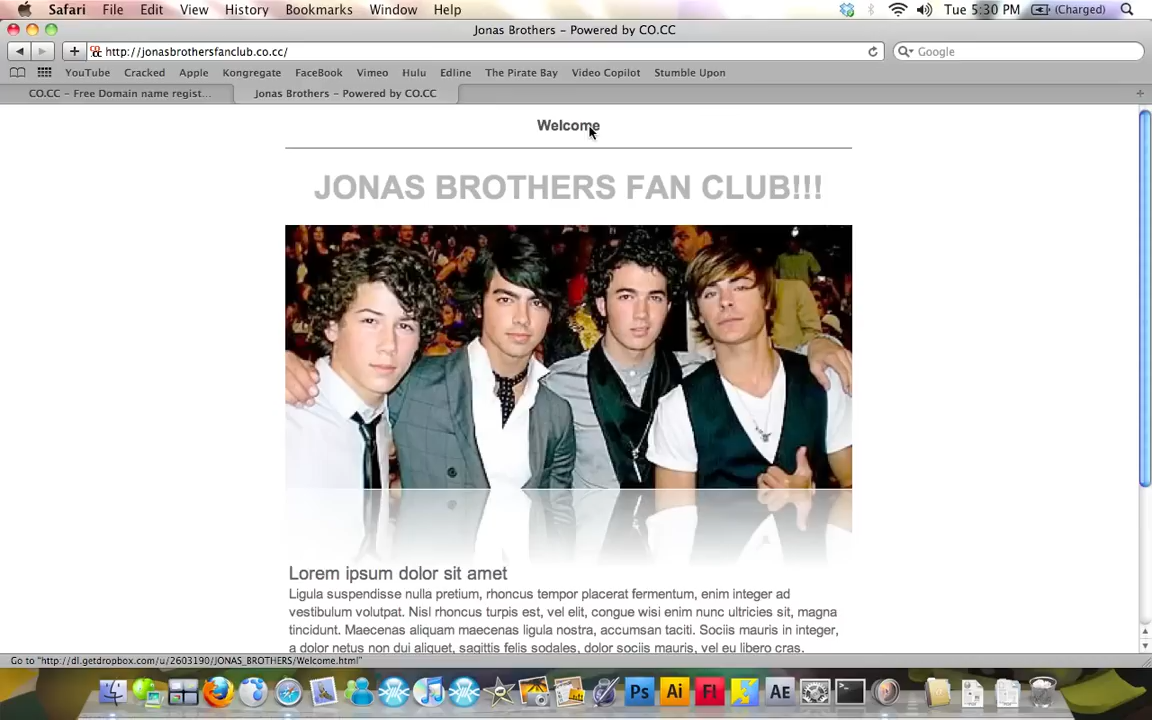 Safari File Edit View History Bookmarks Window Help Tue 5:30 PM (Charged)
Jonas Brothers – Powered by CO.CC
http://jonasbrothersfanclub.co.cc/ Google
YouTube Cracked Apple Kongregate FaceBook Vimeo Hulu Edline The Pirate Bay Video Copilot Stumble Upon
CO.CC – Free Domain name regist... Jonas Brothers – Powered by CO.CC
Welcome
JONAS BROTHERS FAN CLUB!!!
Lorem ipsum dolor sit amet
Ligula suspendisse nulla pretium, rhoncus tempor placerat fermentum, enim integer ad
vestibulum volutpat. Nisl rhoncus turpis est, vel elit, congue wisi enim nunc ultricies sit, magna
tincidunt. Maecenas aliquam maecenas ligula nostra, accumsan taciti. Sociis mauris in integer,
a dolor netus non dui aliquet, sagittis felis sodales, dolor sociis mauris, vel eu libero cras.
Go to "http://dl.getdropbox.com/u/2603190/JONAS_BROTHERS/Welcome.html"
Ps Ai Fl AE